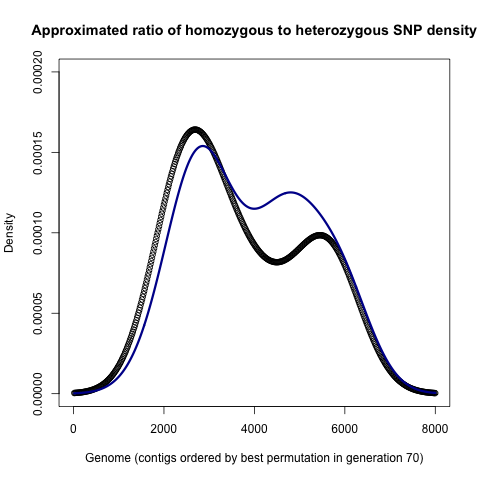 Approximated ratio of homozygous to heterozygous SNP density
0.00020
0.00015
0.00010
0.00005
0.00000
Density
0 2000 4000 6000 8000
Genome (contigs ordered by best permutation in generation 70)